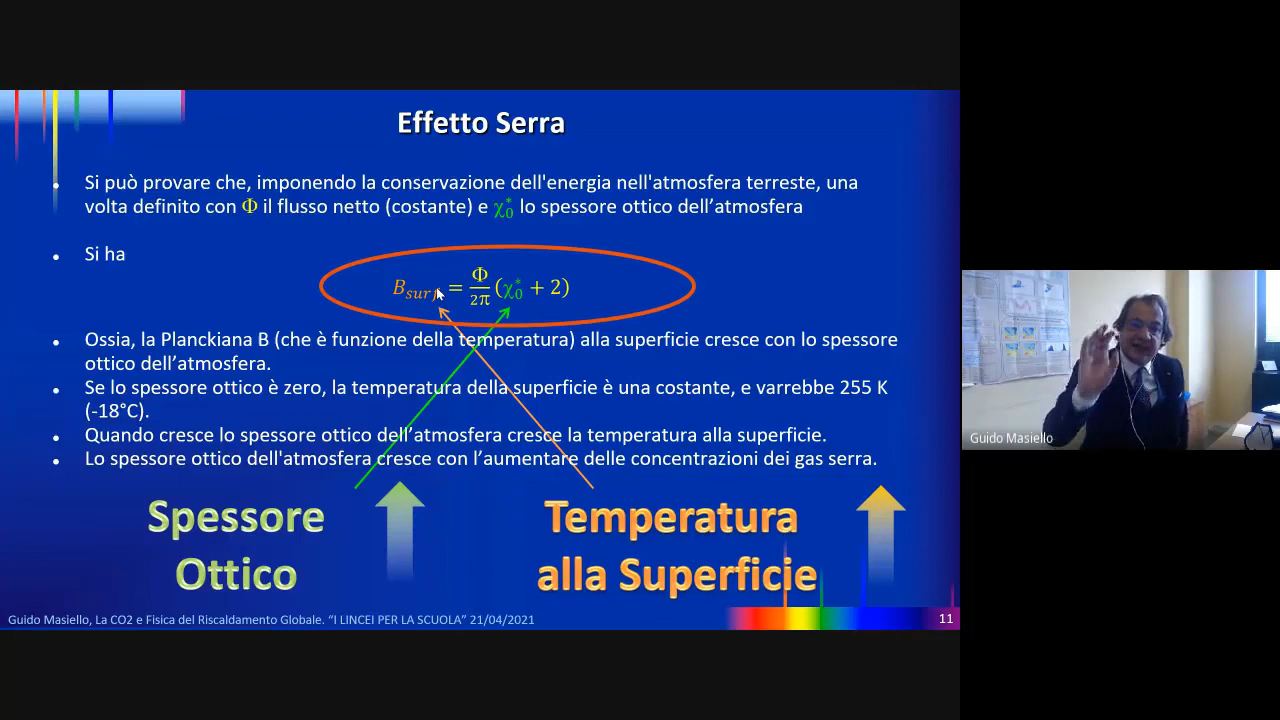 Effetto Serra
Si può provare che, imponendo la conservazione dell'energia nell'atmosfera terreste, una
volta definito con Φ il flusso netto (costante) e χ₀* lo spessore ottico dell’atmosfera
Si ha
B_surf = Φ/2π (χ₀* + 2)
Ossia, la Planckiana B (che è funzione della temperatura) alla superficie cresce con lo spessore
ottico dell’atmosfera.
Se lo spessore ottico è zero, la temperatura della superficie è una costante, e varrebbe 255 K
(-18°C).
Quando cresce lo spessore ottico dell’atmosfera cresce la temperatura alla superficie.
Lo spessore ottico dell'atmosfera cresce con l’aumentare delle concentrazioni dei gas serra.
Spessore
Ottico
Temperatura
alla Superficie
Guido Masiello, La CO2 e Fisica del Riscaldamento Globale. “I LINCEI PER LA SCUOLA” 21/04/2021
11
Guido Masiello